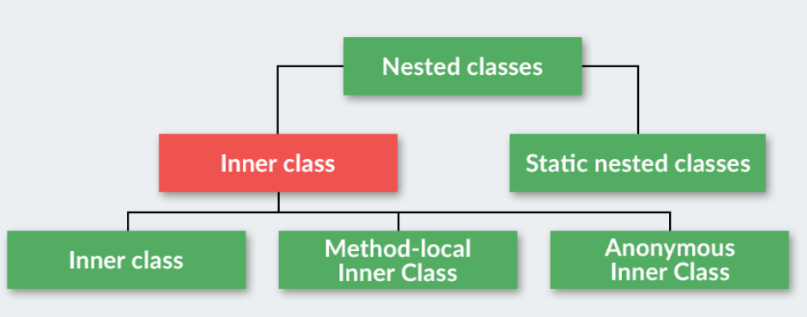 Nested classes
Inner class
Static nested classes
Inner class
Method-local
Inner Class
Anonymous
Inner Class